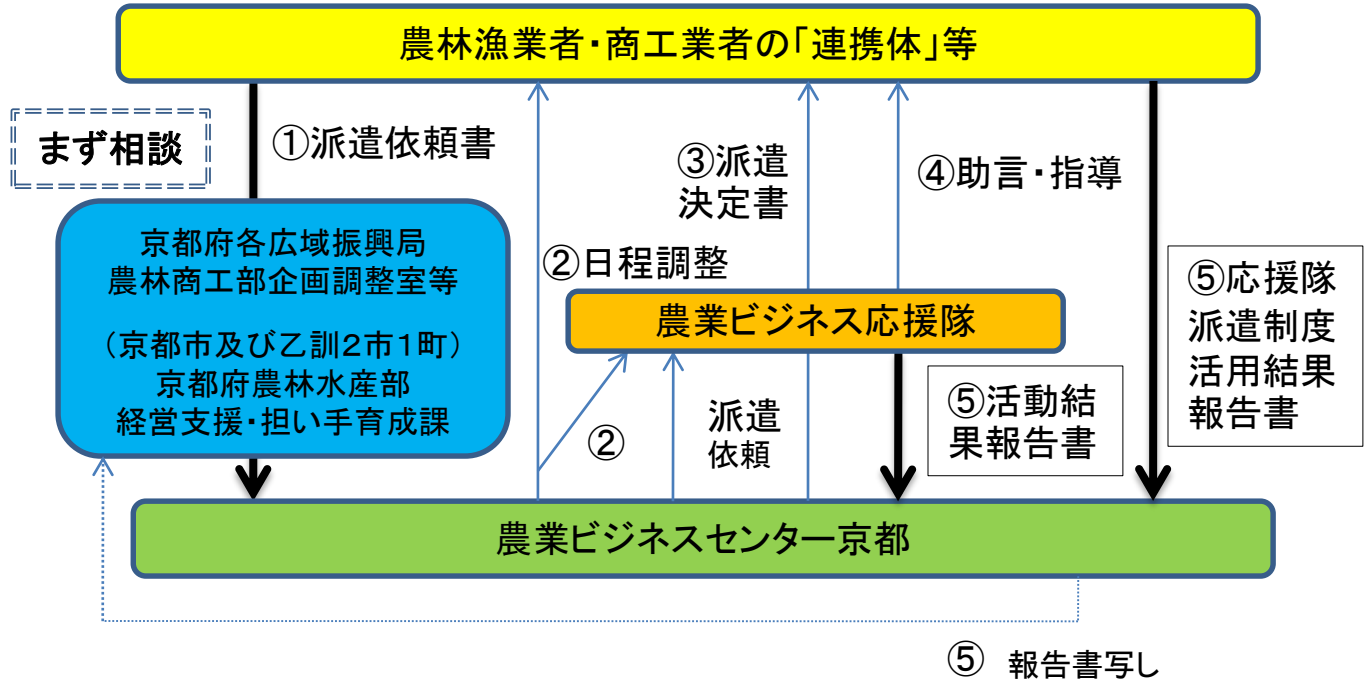 農林漁業者・商工業者の「連携体」等
まず相談
①派遣依頼書
③派遣
決定書
④助言・指導
京都府各広域振興局
農林商工部企画調整室等
（京都市及び乙訓2市1町）
京都府農林水産部
経営支援・担い手育成課
②日程調整
農業ビジネス応援隊
⑤応援隊
派遣制度
活用結果
報告書
②
派遣
依頼
⑤活動結
果報告書
農業ビジネスセンター京都
⑤ 報告書写し